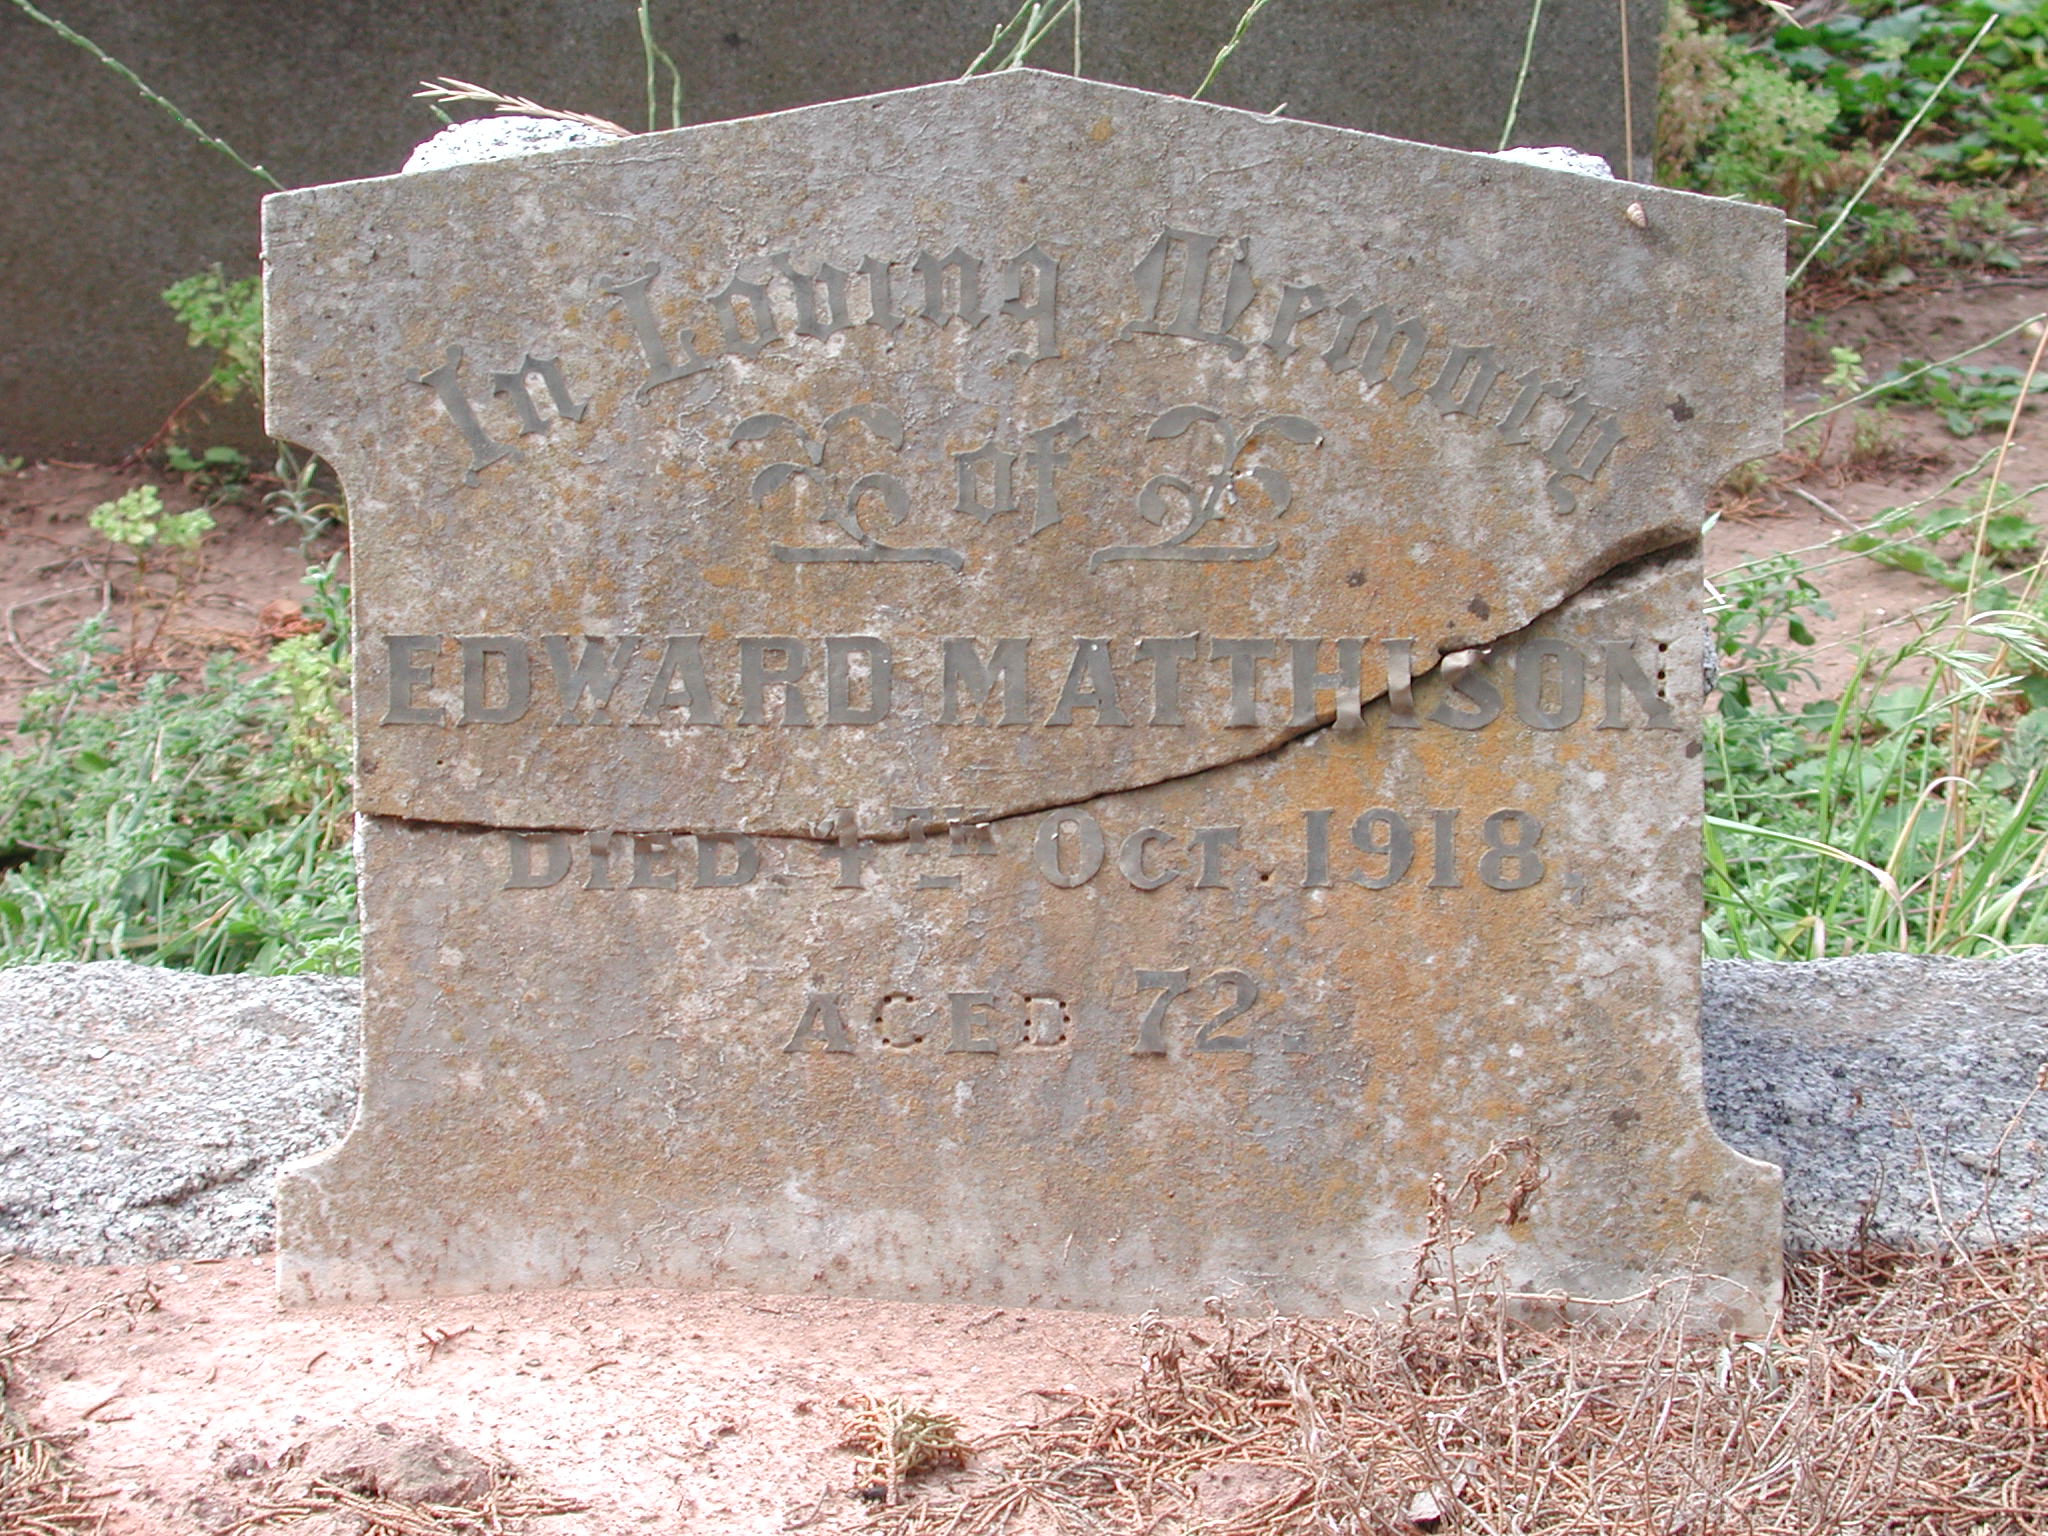 In Loving Memory
of
EDWARD MATTHISON
DIED 4TH OCT. 1918.
AGED 72.